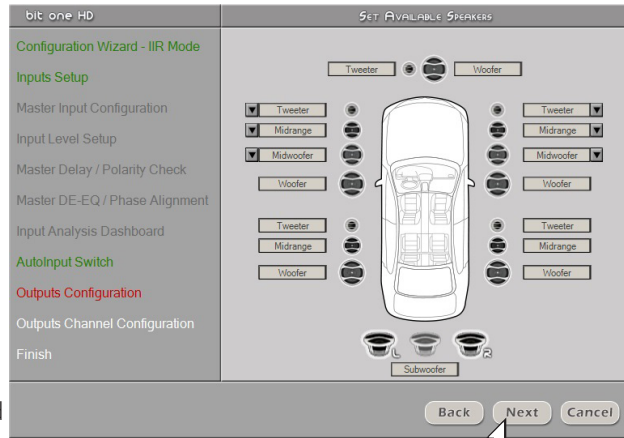 bit one HD
Set Available Speakers
Configuration Wizard - IIR Mode
Inputs Setup
Master Input Configuration
Input Level Setup
Master Delay / Polarity Check
Master DE-EQ / Phase Alignment
Input Analysis Dashboard
AutoInput Switch
Outputs Configuration
Outputs Channel Configuration
Finish
Tweeter Woofer
Tweeter Tweeter
Midrange Midrange
Midwoofer Midwoofer
Woofer Woofer
Tweeter Tweeter
Midrange Midrange
Woofer Woofer
L R
Subwoofer
Back Next Cancel